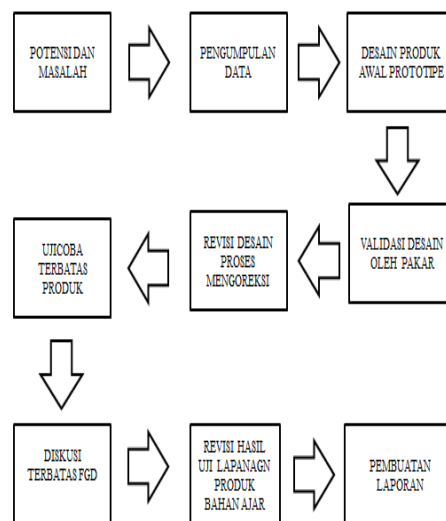 POTENSI DAN
MASALAH
PENGUMPULAN
DATA
DESAIN PRODUK
AWAL PROTOTIPE
VALIDASI DESAIN
OLEH PAKAR
REVISI DESAIN
PROSES
MENGOREKSI
UJICOBA
TERBATAS
PRODUK
DISKUSI
TERBATAS FGD
REVISI HASIL
UJI LAPANAGN
PRODUK
BAHAN AJAR
PEMBUATAN
LAPORAN